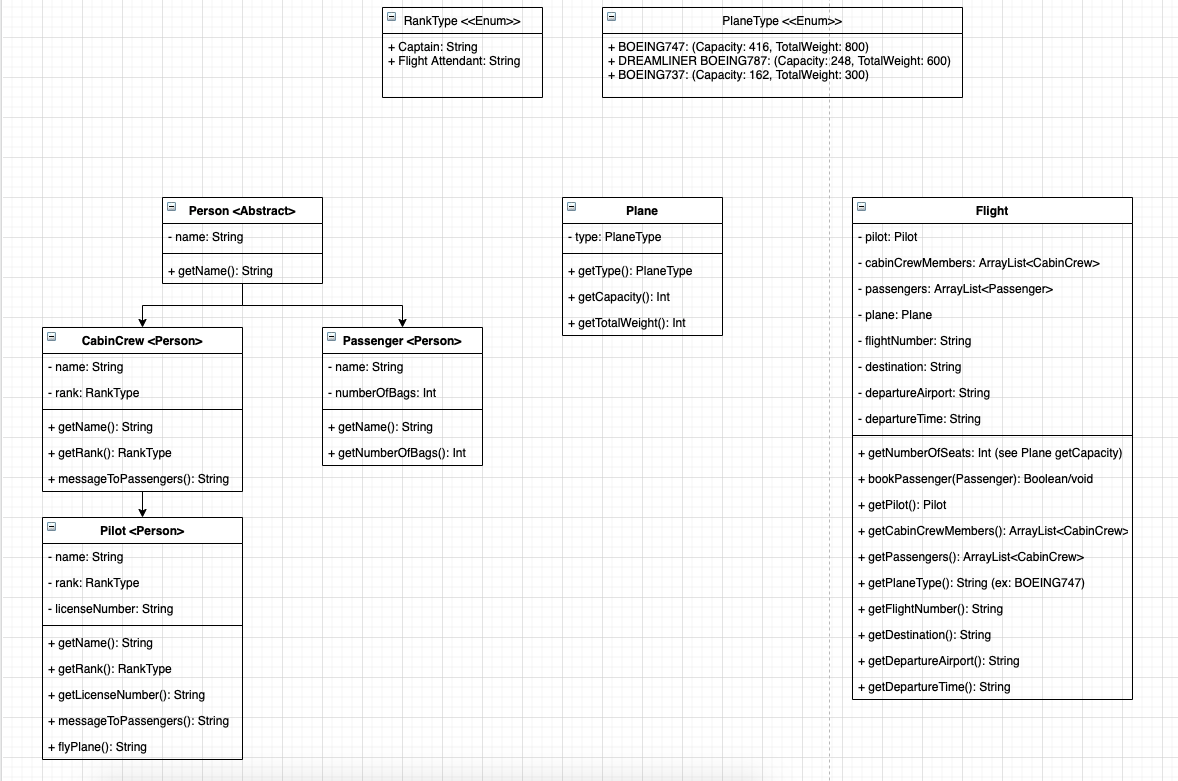 RankType <<Enum>>
+ Captain: String
+ Flight Attendant: String
PlaneType <<Enum>>
+ BOEING747: (Capacity: 416, TotalWeight: 800)
+ DREAMLINER BOEING787: (Capacity: 248, TotalWeight: 600)
+ BOEING737: (Capacity: 162, TotalWeight: 300)
Person <Abstract>
- name: String
+ getName(): String
CabinCrew <Person>
- name: String
- rank: RankType
+ getName(): String
+ getRank(): RankType
+ messageToPassengers(): String
Passenger <Person>
- name: String
- numberOfBags: Int
+ getName(): String
+ getNumberOfBags(): Int
Pilot <Person>
- name: String
- rank: RankType
- licenseNumber: String
+ getName(): String
+ getRank(): RankType
+ getLicenseNumber(): String
+ messageToPassengers(): String
+ flyPlane(): String
Plane
- type: PlaneType
+ getType(): PlaneType
+ getCapacity(): Int
+ getTotalWeight(): Int
Flight
- pilot: Pilot
- cabinCrewMembers: ArrayList<CabinCrew>
- passengers: ArrayList<Passenger>
- plane: Plane
- flightNumber: String
- destination: String
- departureAirport: String
- departureTime: String
+ getNumberOfSeats: Int (see Plane getCapacity)
+ bookPassenger(Passenger): Boolean/void
+ getPilot(): Pilot
+ getCabinCrewMembers(): ArrayList<CabinCrew>
+ getPassengers(): ArrayList<CabinCrew>
+ getPlaneType(): String (ex: BOEING747)
+ getFlightNumber(): String
+ getDestination(): String
+ getDepartureAirport(): String
+ getDepartureTime(): String